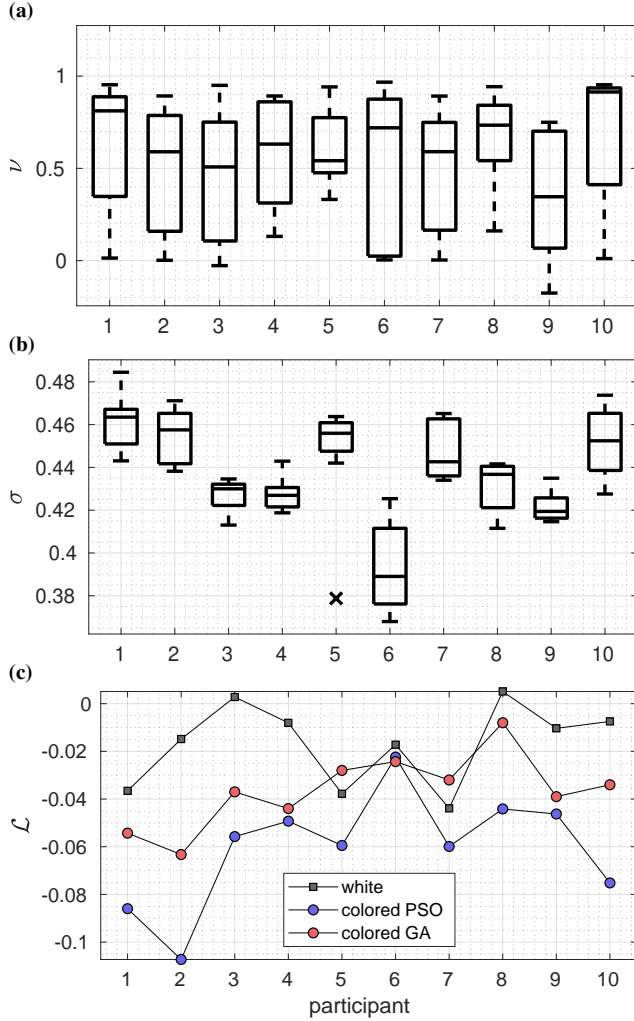 (a)
1
0.5
0
ν
1 2 3 4 5 6 7 8 9 10
(b)
0.48
0.46
0.44
0.42
0.4
0.38
σ
1 2 3 4 5 6 7 8 9 10
(c)
0
-0.02
-0.04
-0.06
-0.08
-0.1
ℒ
white
colored PSO
colored GA
1 2 3 4 5 6 7 8 9 10
participant